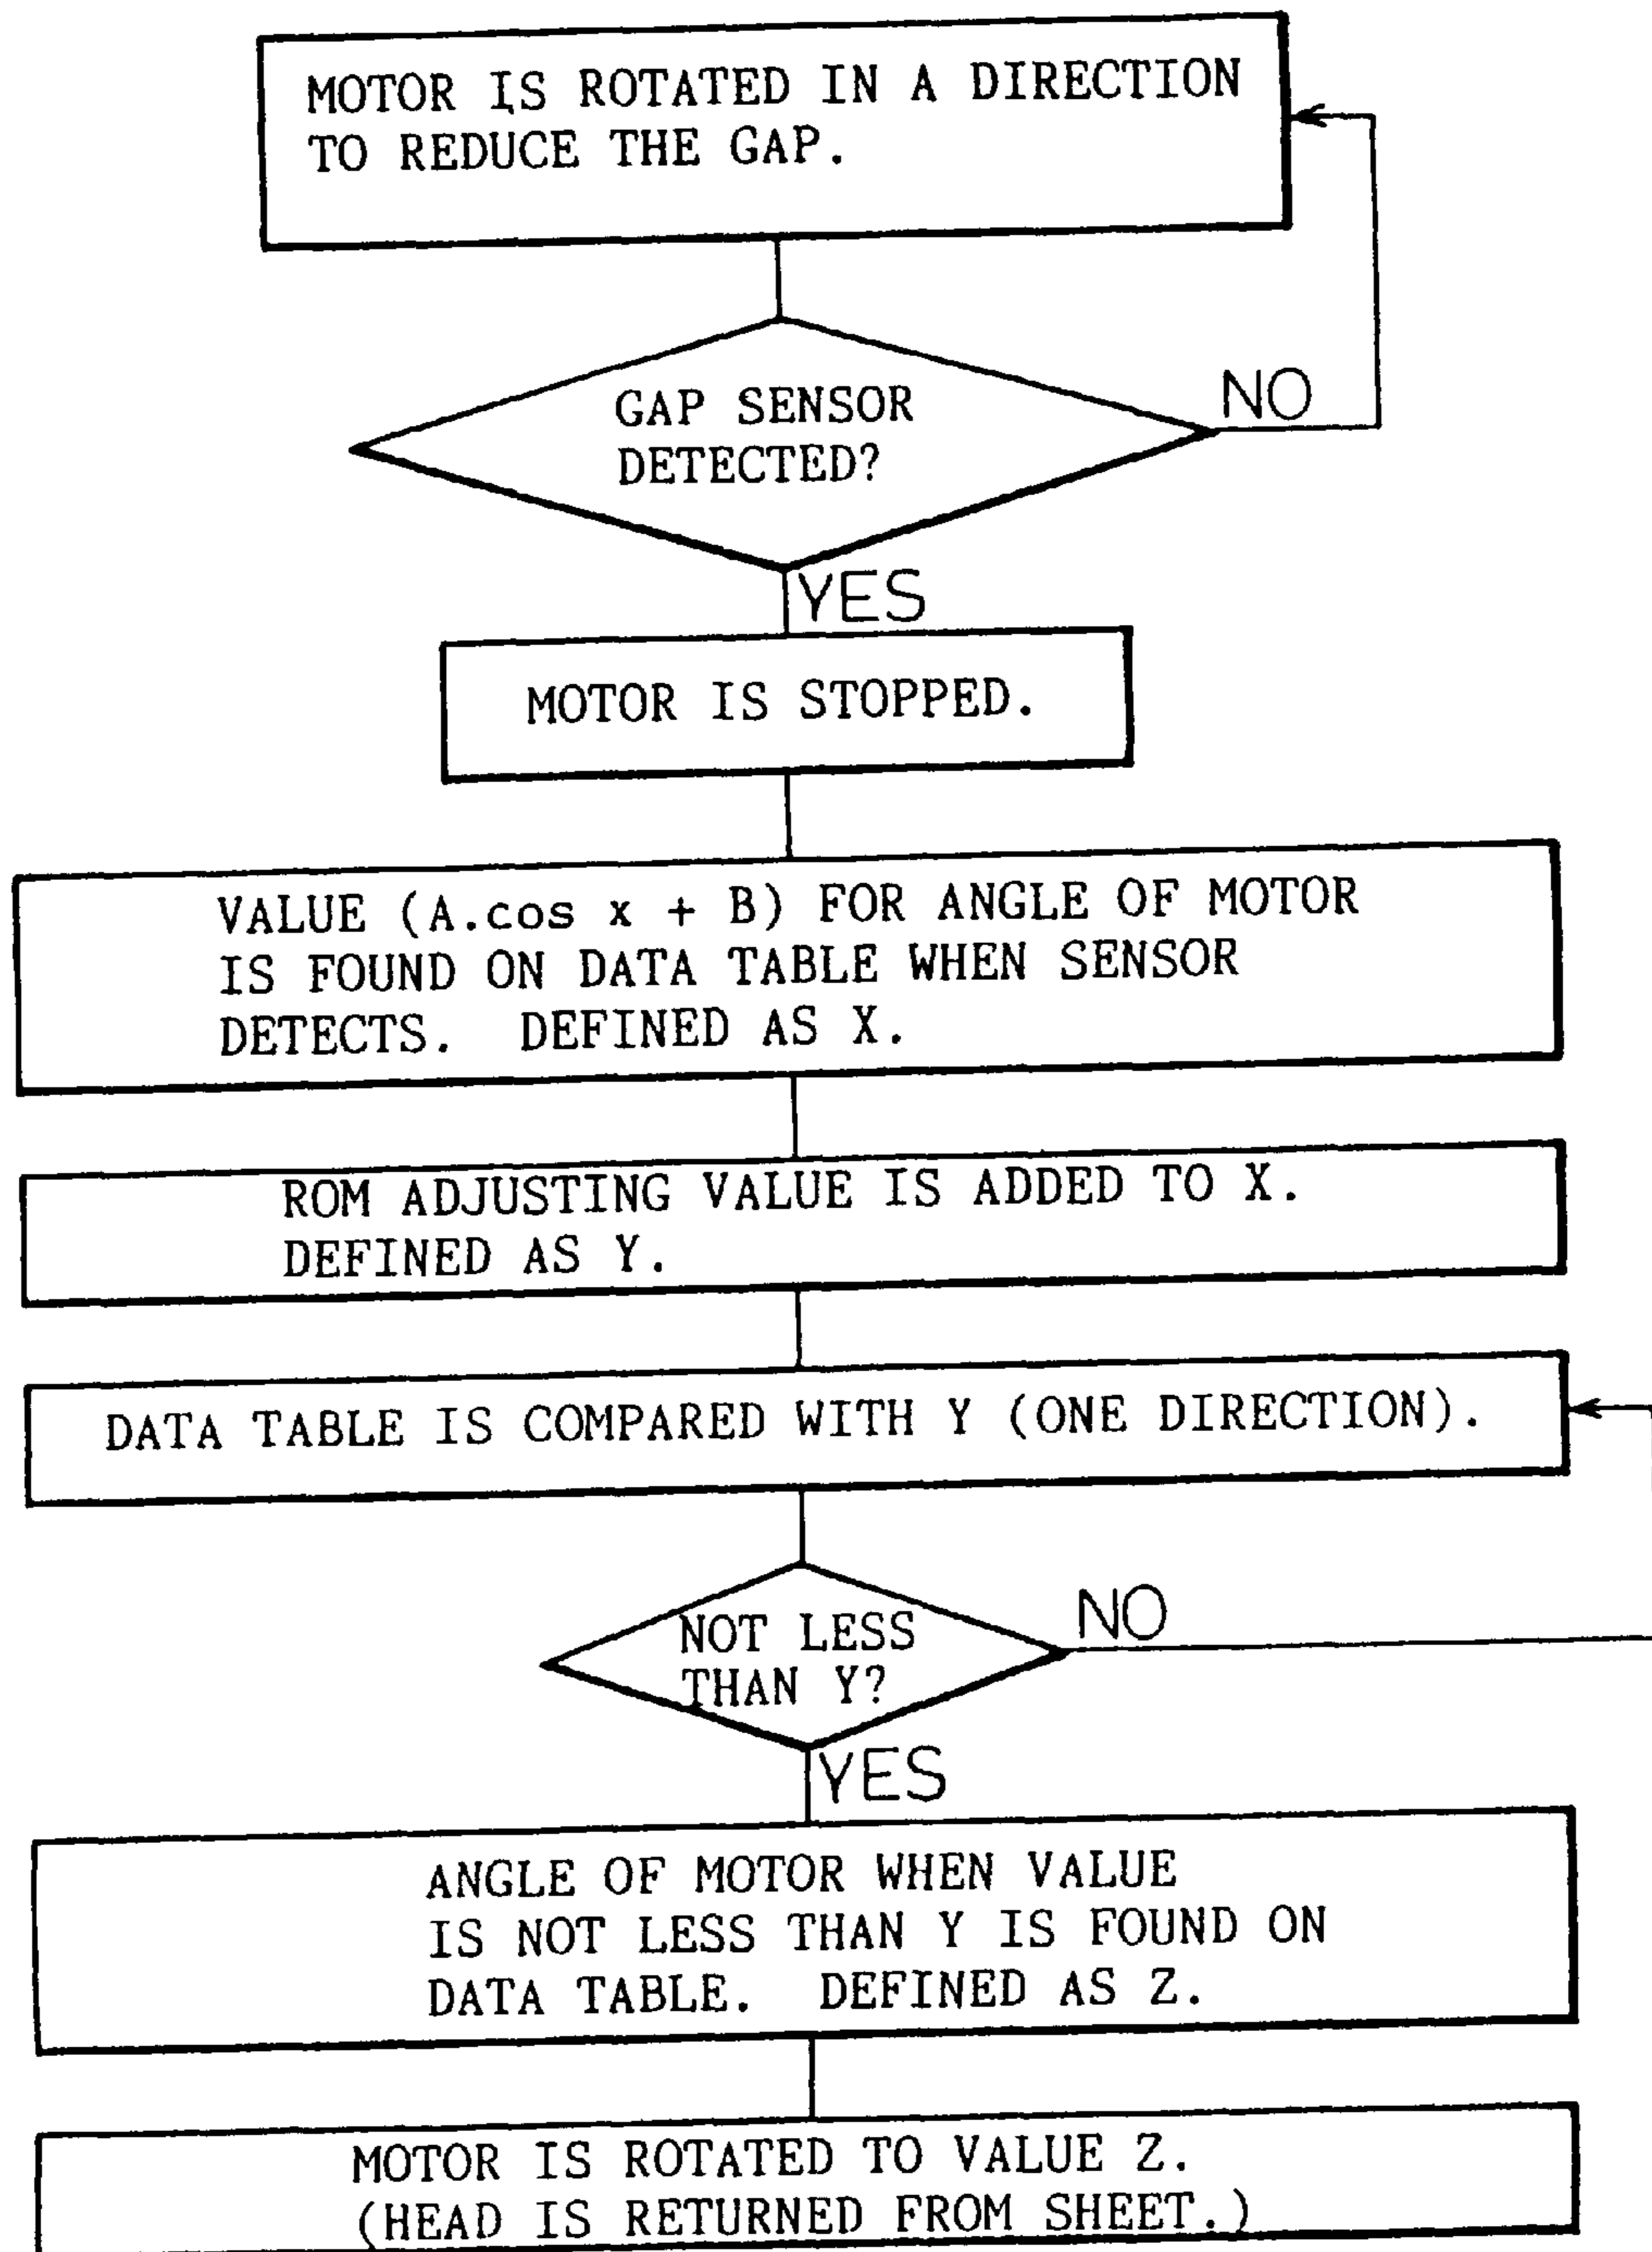 MOTOR IS ROTATED IN A DIRECTION
TO REDUCE THE GAP.
GAP SENSOR
DETECTED?
NO
YES
MOTOR IS STOPPED.
VALUE (A.cos x + B) FOR ANGLE OF MOTOR
IS FOUND ON DATA TABLE WHEN SENSOR
DETECTS. DEFINED AS X.
ROM ADJUSTING VALUE IS ADDED TO X.
DEFINED AS Y.
DATA TABLE IS COMPARED WITH Y (ONE DIRECTION).
NOT LESS
THAN Y?
NO
YES
ANGLE OF MOTOR WHEN VALUE
IS NOT LESS THAN Y IS FOUND ON
DATA TABLE. DEFINED AS Z.
MOTOR IS ROTATED TO VALUE Z.
(HEAD IS RETURNED FROM SHEET.)